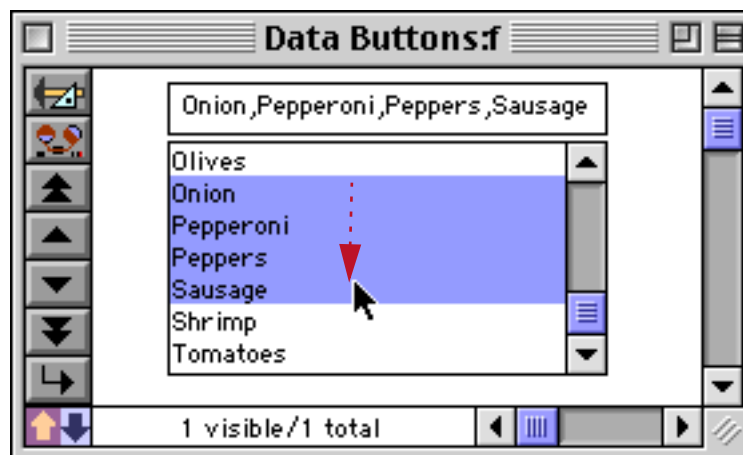 Data Buttons:f
Onion,Pepperoni,Peppers,Sausage
Olives
Onion
Pepperoni
Peppers
Sausage
Shrimp
Tomatoes
1 visible/1 total